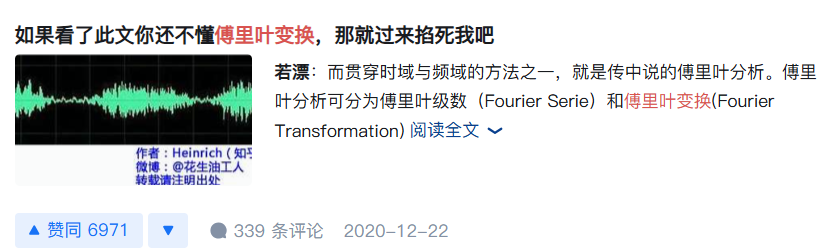 如果看了此文你还不懂傅里叶变换，那就过来掐死我吧
若漂：而贯穿时域与频域的方法之一，就是传中说的傅里叶分析。傅里
叶分析可分为傅里叶级数（Fourier Serie）和傅里叶变换(Fourier
Transformation) 阅读全文
作者：Heinrich（知乎
微博：@花生油工人
转载请注明出处
赞同 6971
339 条评论 2020-12-22